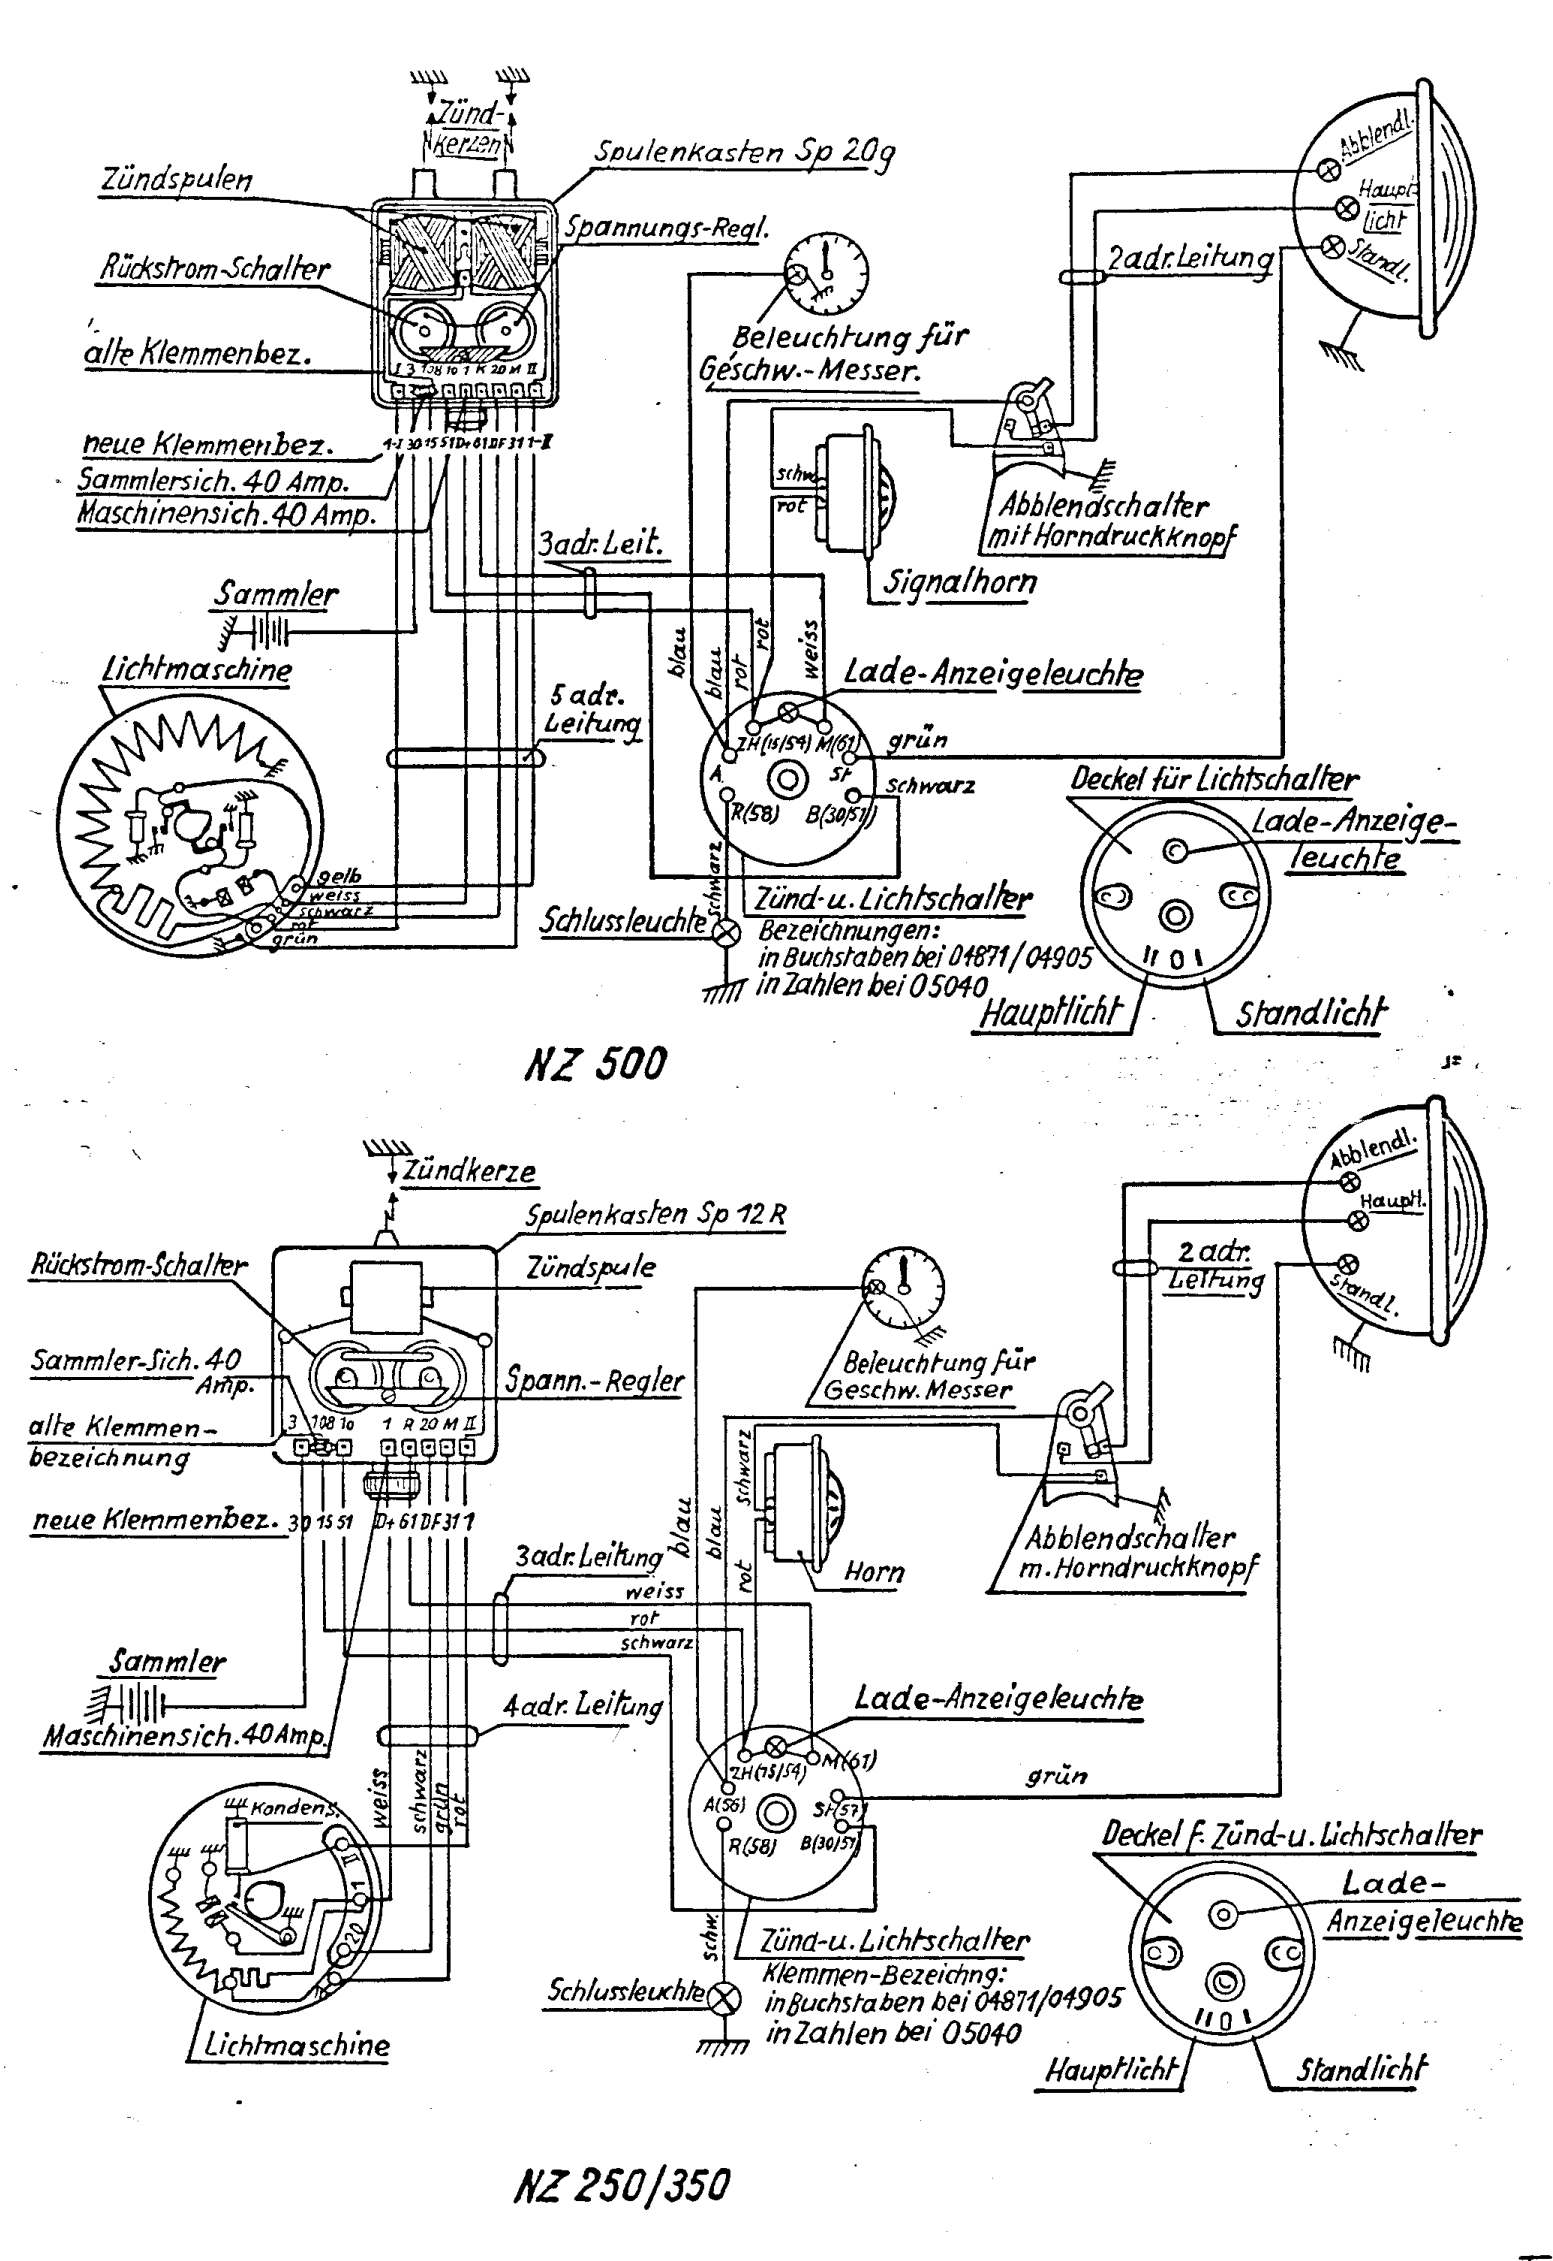 Zünd-
kerzen
Spulenkasten Sp 20g
Zündspulen
Spannungs-Regl.
Rückstrom-Schalter
alte Klemmenbez.
I 3 108 10 1 R 20 M II
neue Klemmenbez.
1-I 30 15 51 D+ 61 DF 31 1-II
Sammlersich. 40 Amp.
Maschinensich. 40 Amp.
Abblendl.
Haupt-
licht
Standl.
2adr.Leitung
Beleuchtung für
Geschw.-Messer.
schw.
rot
Abblendschalter
mit Horndruckknopf
Signalhorn
3adr. Leit.
Sammler
Lichtmaschine
5 adr.
Leitung
blau
blau
rot
rot
weiss
Lade-Anzeigeleuchte
ZH(15/54) M(61)
A.
St
R(58)
B(30/51)
grün
schwarz
schwarz
gelb
weiss
schwarz
rot
grün
Deckel für Lichtschalter
Lade-Anzeige-
leuchte
II 0 I
Hauptlicht
Standlicht
Schlussleuchte
Zünd-u. Lichtschalter
Bezeichnungen:
in Buchstaben bei 04871/04905
in Zahlen bei 05040
NZ 500
Zündkerze
Spulenkasten Sp 12 R
Zündspule
Rückstrom-Schalter
Sammler-Sich. 40
Amp.
Spann.-Regler
alte Klemmen-
bezeichnung
3 108 10 1 R 20 M II
neue Klemmenbez.
30 15 51 D+ 61 DF 31 1
Abblendl.
Hauptl.
Standl.
2 adr.
Leitung
Beleuchtung für
Geschw. Messer
blau
blau
schwarz
rot
Horn
Abblendschalter
m. Horndruckknopf
3adr. Leitung
weiss
rot
schwarz
Sammler
Maschinensich. 40 Amp.
4adr. Leitung
weiss
schwarz
grün
rot
Kondens.
II
1
20
Lichtmaschine
Lade-Anzeigeleuchte
ZH(15/54) M(61)
A(56)
St(57)
R(58)
B(30/51)
grün
schw.
Schlussleuchte
Zünd-u. Lichtschalter
Klemmen-Bezeichng:
in Buchstaben bei 04871/04905
in Zahlen bei 05040
Deckel f. Zünd-u. Lichtschalter
Lade-
Anzeigeleuchte
II 0 I
Hauptlicht
Standlicht
NZ 250/350